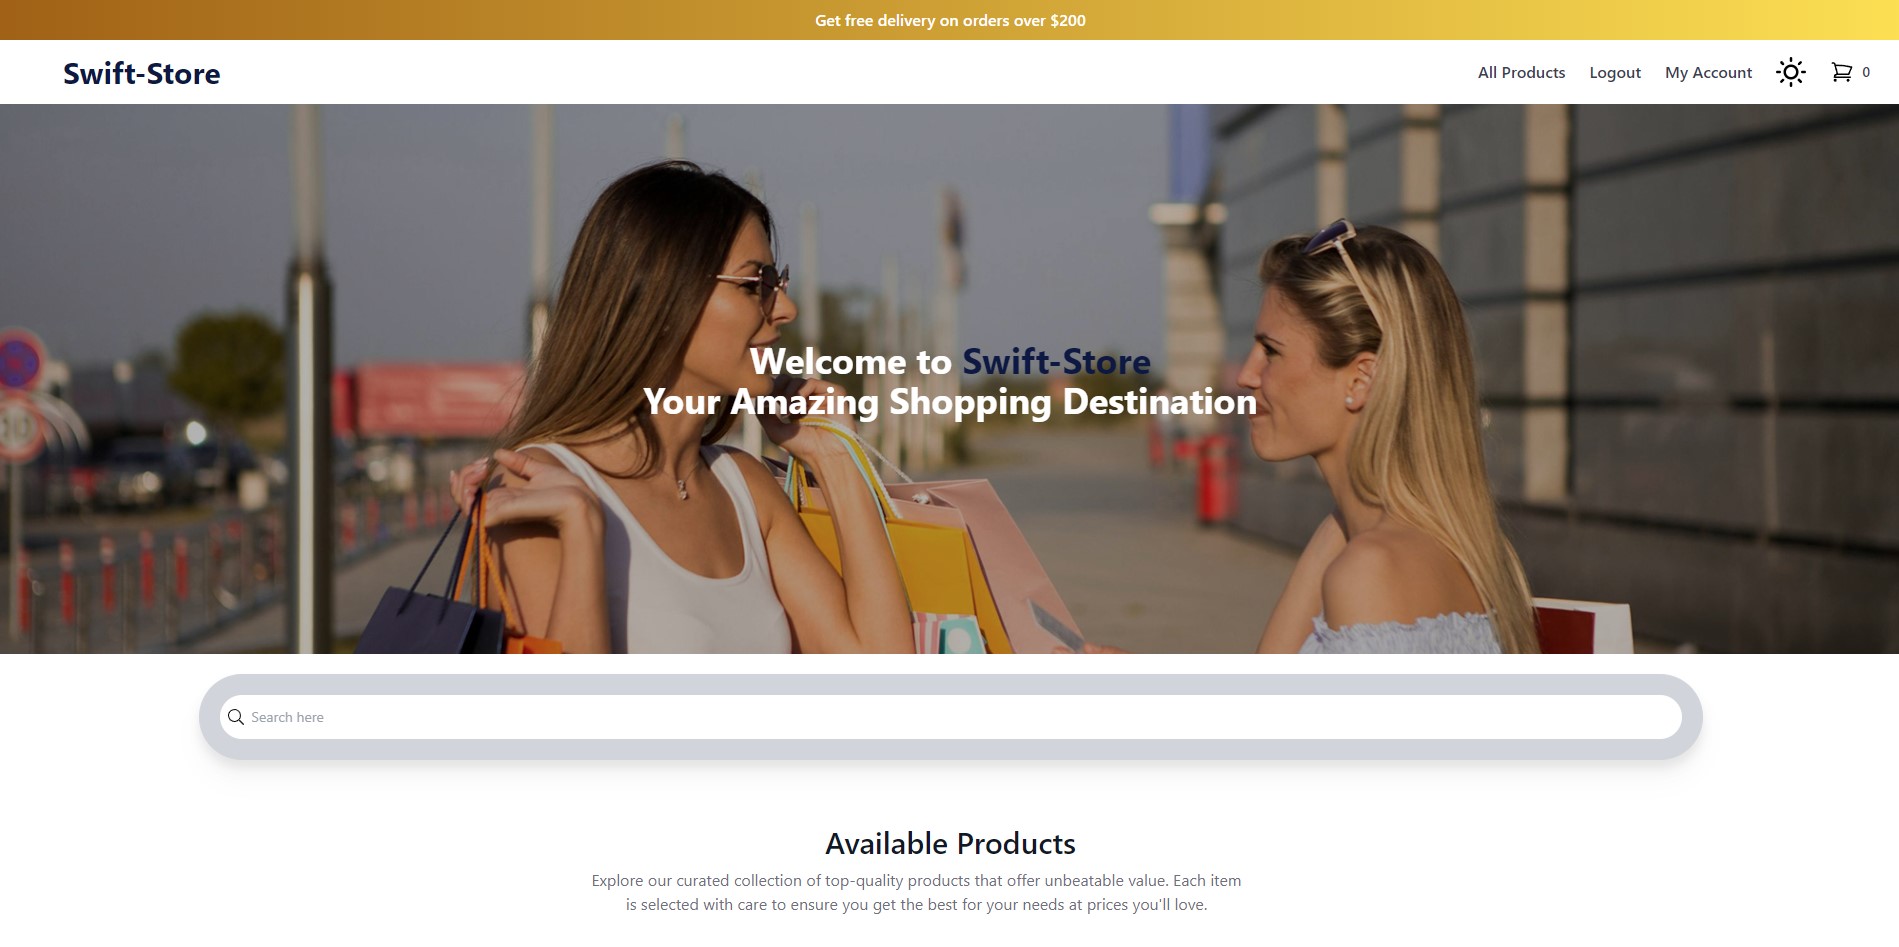 Get free delivery on orders over $200
Swift-Store
All Products Logout My Account 0
Welcome to Swift-Store
Your Amazing Shopping Destination
10
Search here
Available Products
Explore our curated collection of top-quality products that offer unbeatable value. Each item
is selected with care to ensure you get the best for your needs at prices you'll love.